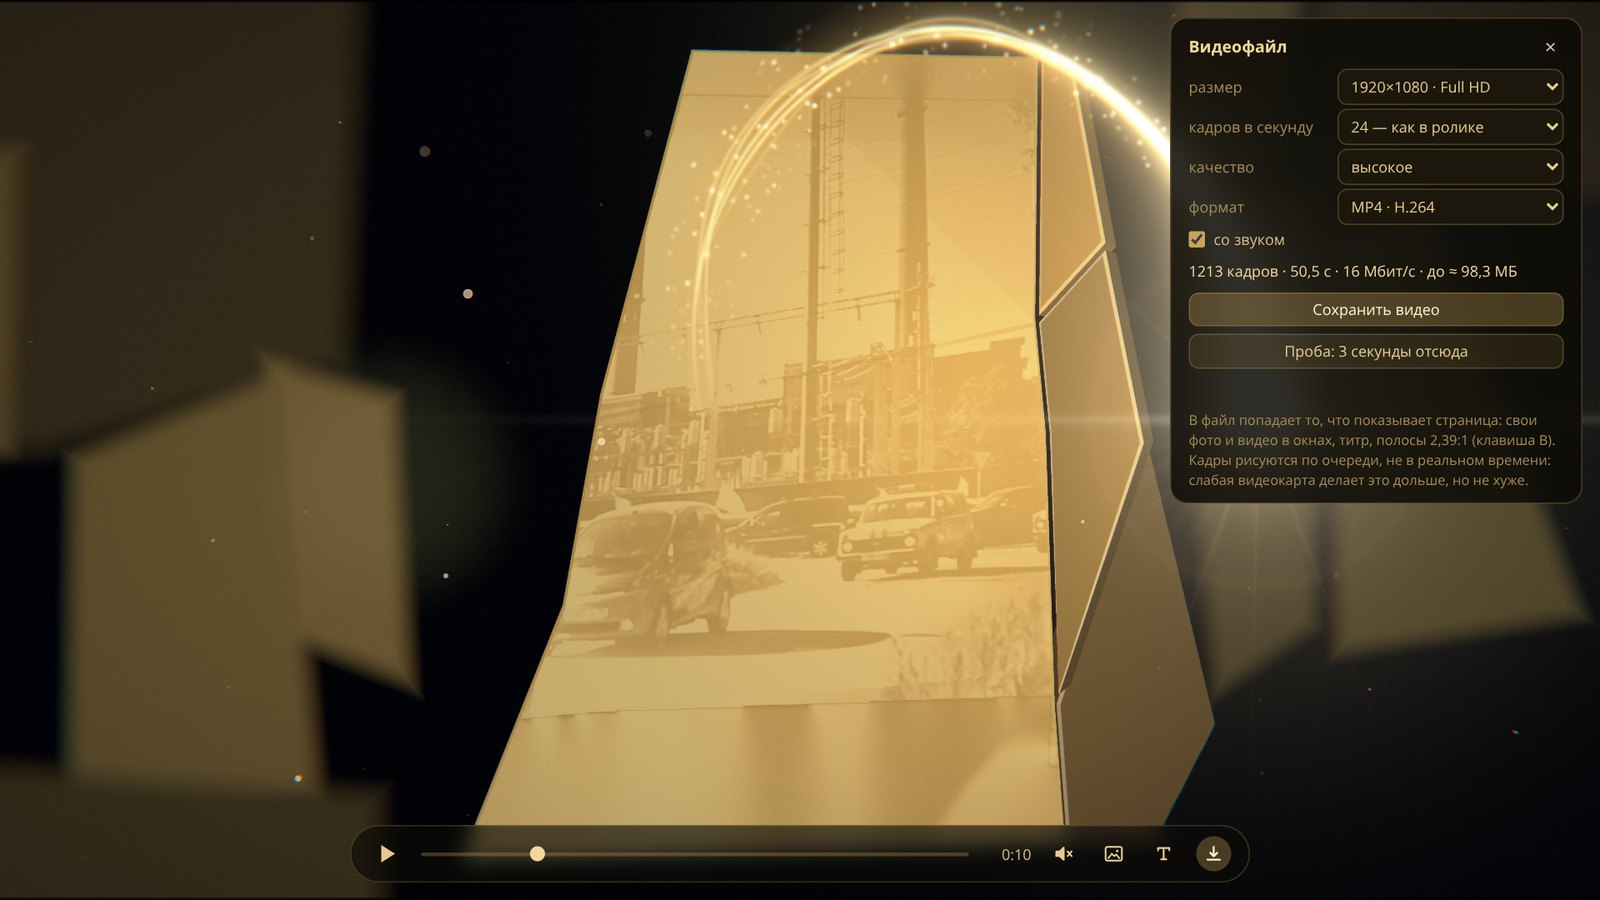 Видеофайл
размер 1920×1080 · Full HD
кадров в секунду 24 — как в ролике
качество высокое
формат MP4 · H.264
со звуком
1213 кадров · 50,5 с · 16 Мбит/с · до ≈ 98,3 МБ
Сохранить видео
Проба: 3 секунды отсюда
В файл попадает то, что показывает страница: свои
фото и видео в окнах, титр, полосы 2,39:1 (клавиша B).
Кадры рисуются по очереди, не в реальном времени:
слабая видеокарта делает это дольше, но не хуже.
0:10